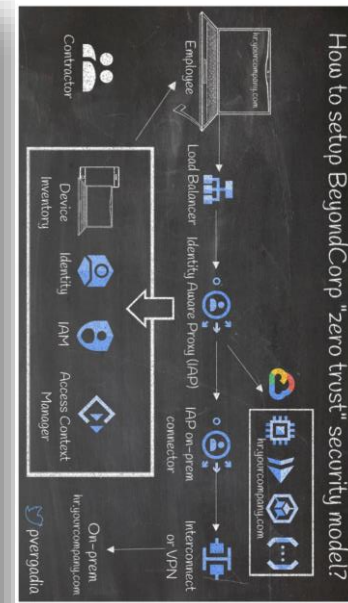 How to setup BeyondCorp "zero trust" security model?
hr.yourcompany.com
Employee
Load Balancer
Identity Aware Proxy (IAP)
IAP on-prem
connector
Interconnect
or VPN
hr.yourcompany.com
On-prem
hr.yourcompany.com
Contractor
Device
Inventory
Identity
IAM
Access Context
Manager
pvergadia